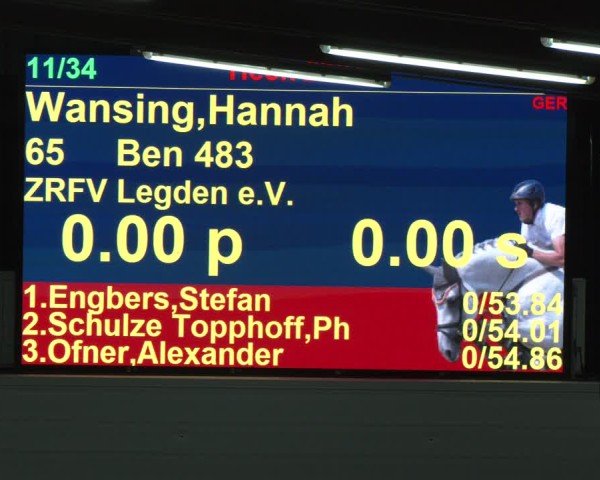 11/34
GER
Wansing,Hannah
65 Ben 483
ZRFV Legden e.V.
0.00 p 0.00 s
1.Engbers,Stefan 0/53.84
2.Schulze Topphoff,Ph 0/54.01
3.Ofner,Alexander 0/54.86